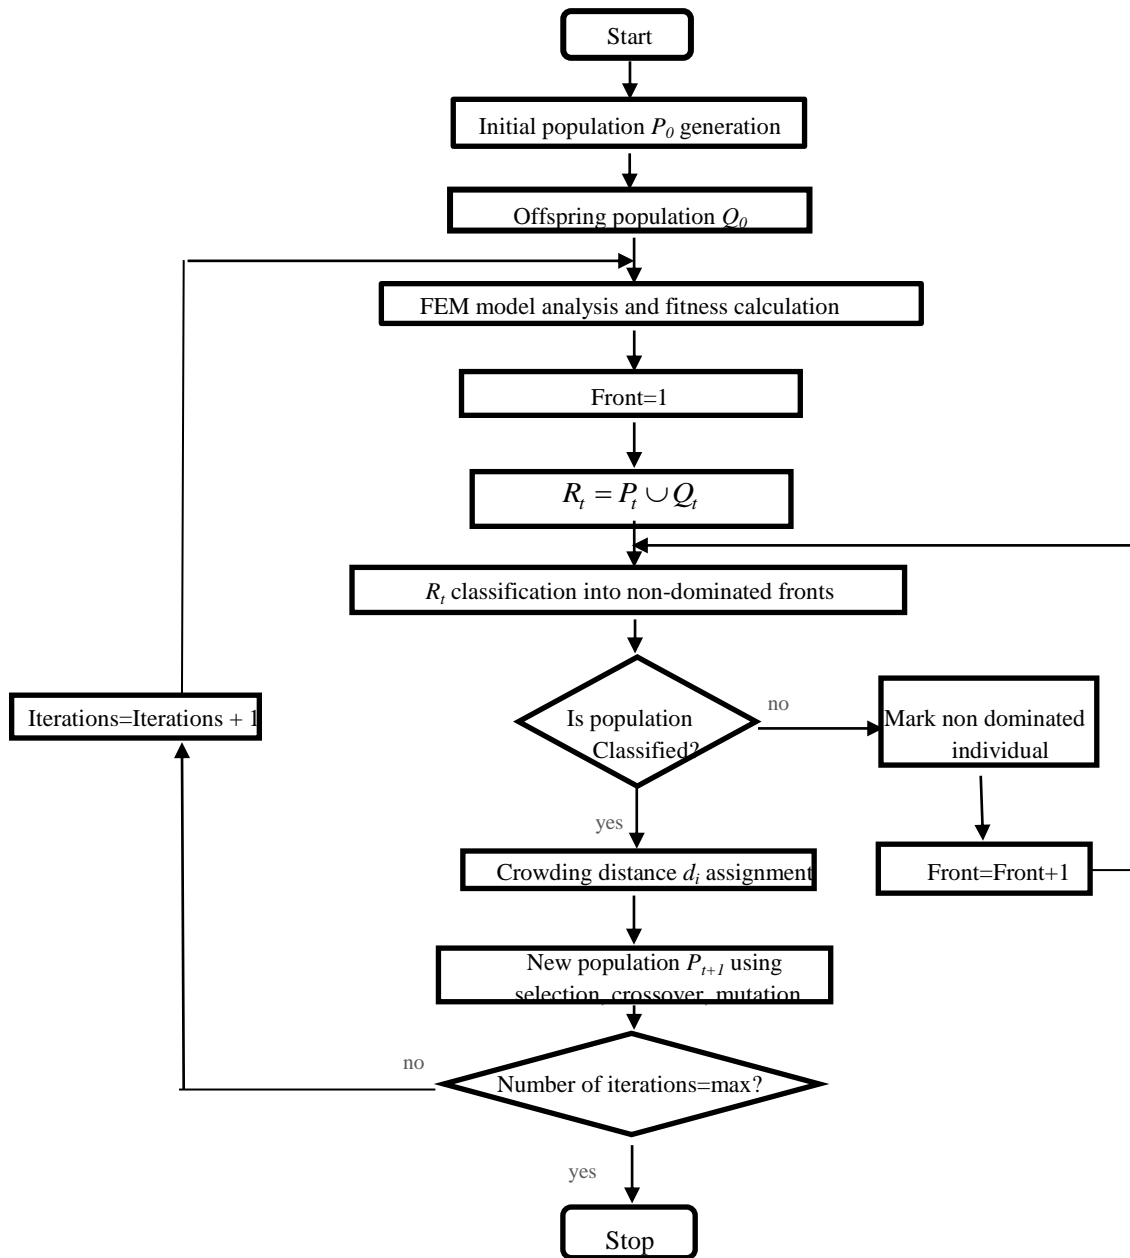 Start
Initial population P₀ generation
Offspring population Q₀
FEM model analysis and fitness calculation
Front=1
Rₜ = Pₜ ∪ Qₜ
Rₜ classification into non-dominated fronts
Is population
Classified?
no
Mark non dominated
individual
Front=Front+1
Iterations=Iterations + 1
yes
Crowding distance dᵢ assignment
New population Pₜ₊₁ using
selection, crossover, mutation
no
Number of iterations=max?
yes
Stop